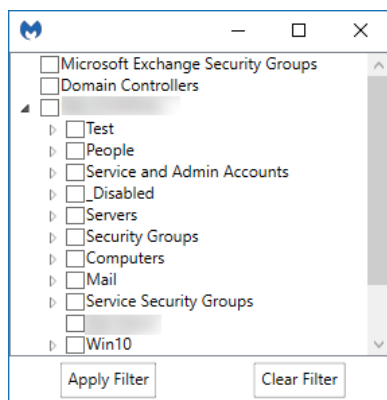 Microsoft Exchange Security Groups
Domain Controllers
Test
People
Service and Admin Accounts
_Disabled
Servers
Security Groups
Computers
Mail
Service Security Groups
Win10
Apply Filter
Clear Filter